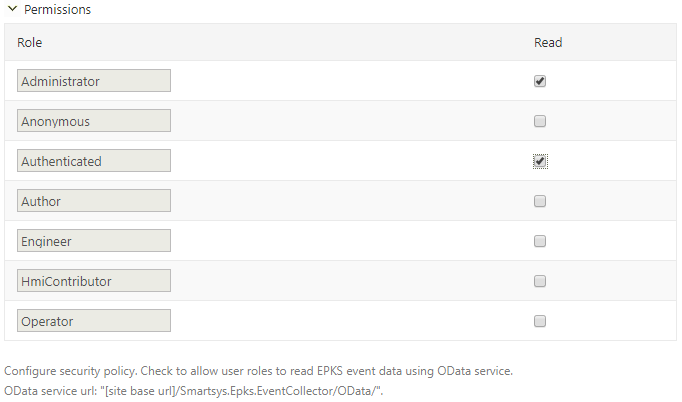 Permissions
Role Read
Administrator
Anonymous
Authenticated
Author
Engineer
HmiContributor
Operator
Configure security policy. Check to allow user roles to read EPKS event data using OData service.
OData service url: "[site base url]/Smartsys.Epks.EventCollector/OData/".